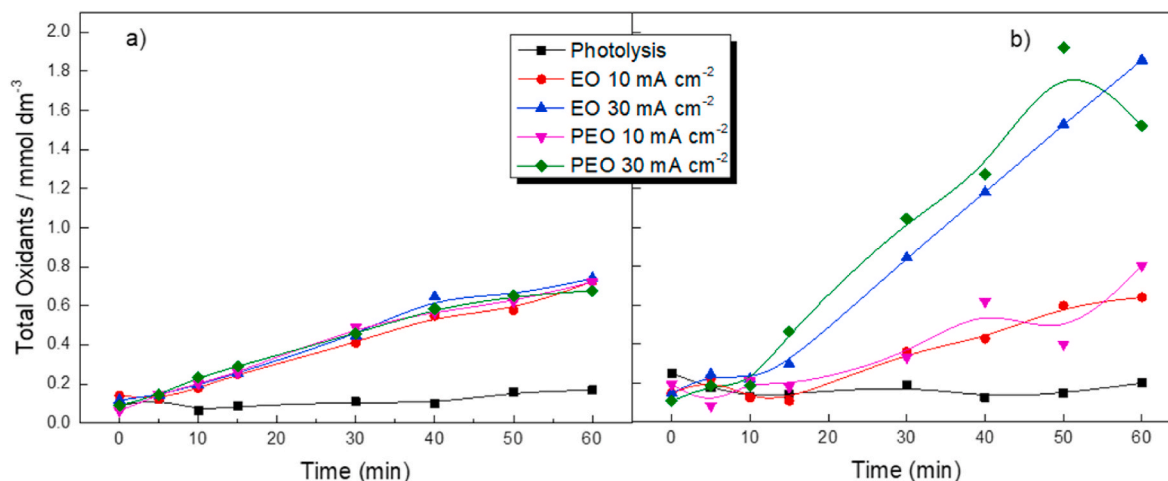 a)
b)
Photolysis
EO 10 mA cm⁻²
EO 30 mA cm⁻²
PEO 10 mA cm⁻²
PEO 30 mA cm⁻²
Total Oxidants / mmol dm⁻³
2.0
1.8
1.6
1.4
1.2
1.0
0.8
0.6
0.4
0.2
0.0
0 10 20 30 40 50 60
0 10 20 30 40 50 60
Time (min)
Time (min)